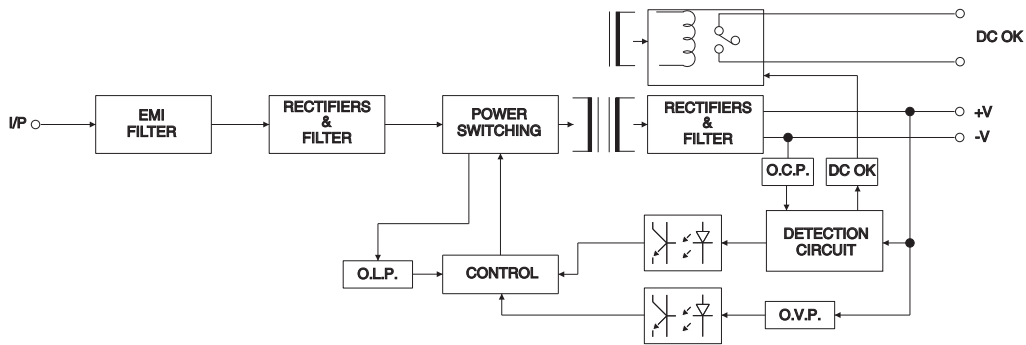 DC OK
I/P
EMI
FILTER
RECTIFIERS
&
FILTER
POWER
SWITCHING
RECTIFIERS
&
FILTER
+V
-V
O.C.P.
DC OK
DETECTION
CIRCUIT
O.L.P.
CONTROL
O.V.P.